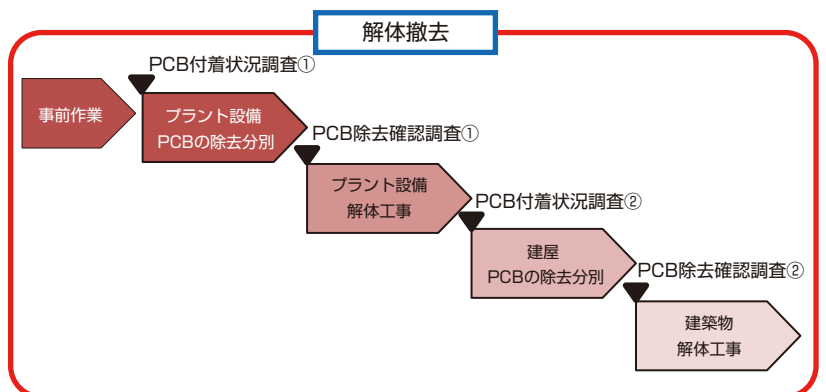 解体撤去
PCB付着状況調査①
事前作業
プラント設備
PCBの除去分別
PCB除去確認調査①
プラント設備
解体工事
PCB付着状況調査②
建屋
PCBの除去分別
PCB除去確認調査②
建築物
解体工事